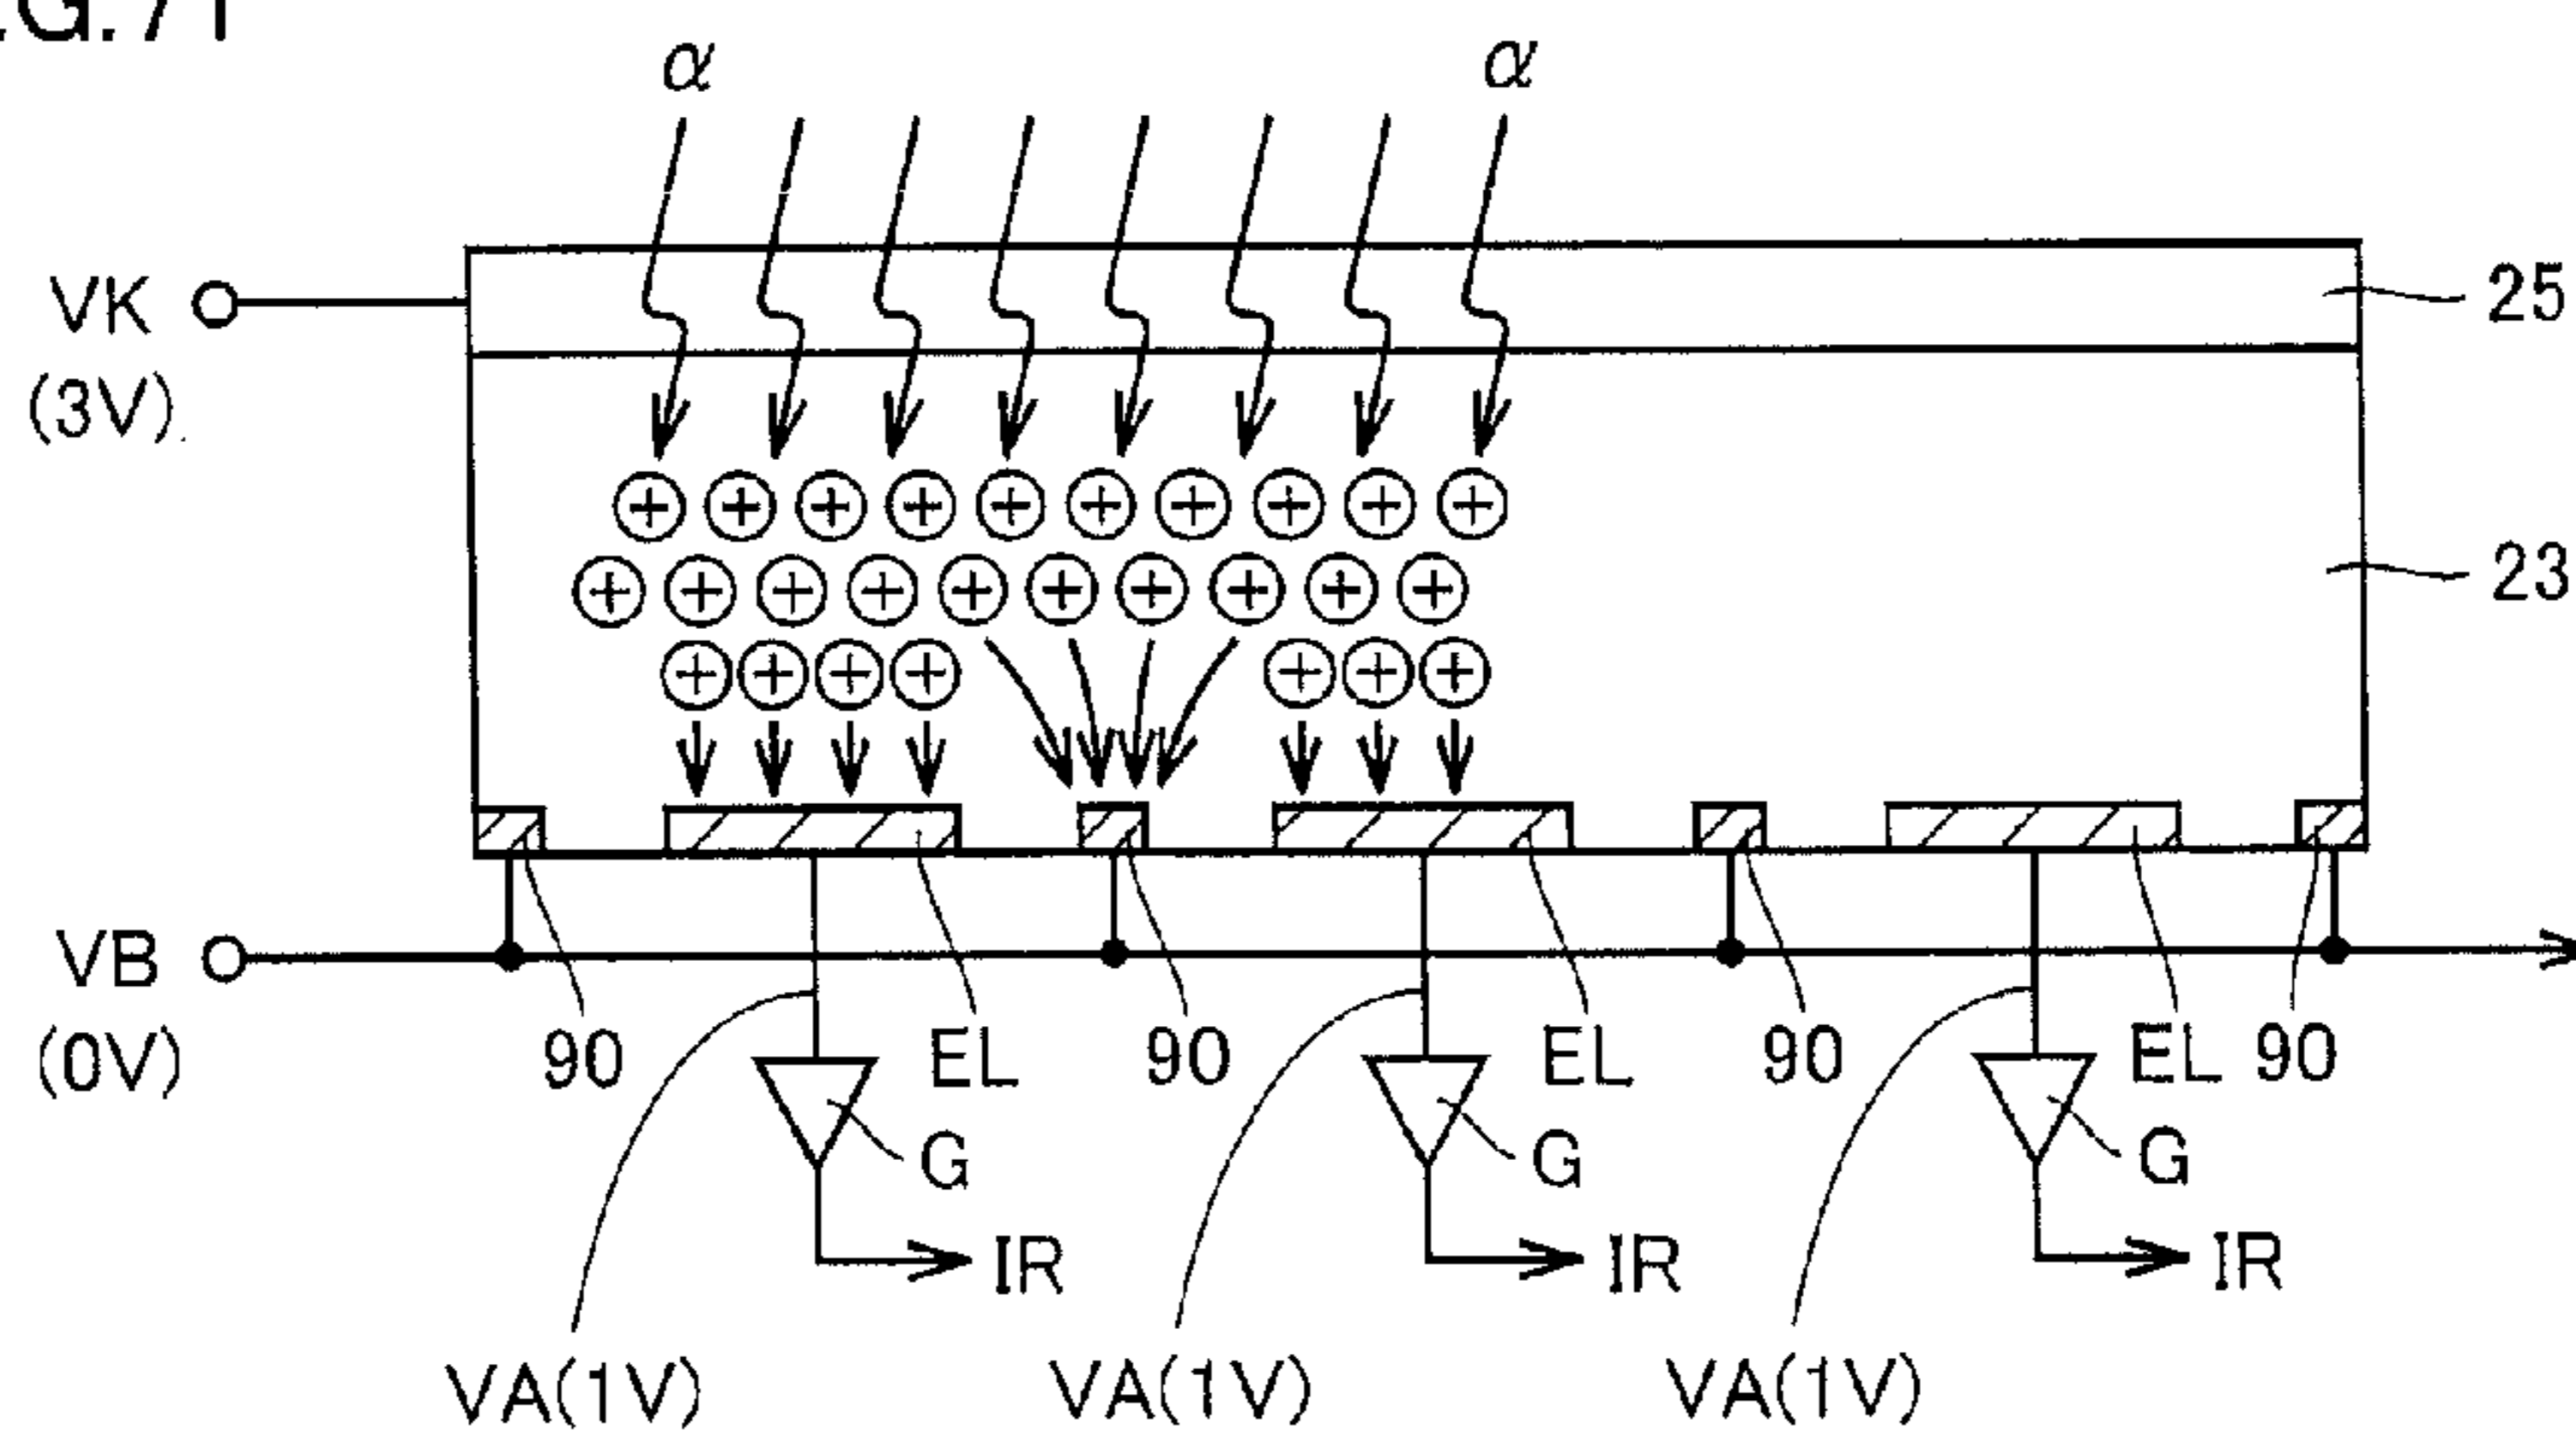 G.71
α α
VK
(3V)
25
23
VB
(0V)
90 EL 90 EL 90 EL 90
G G G
IR IR IR
VA(1V) VA(1V) VA(1V)